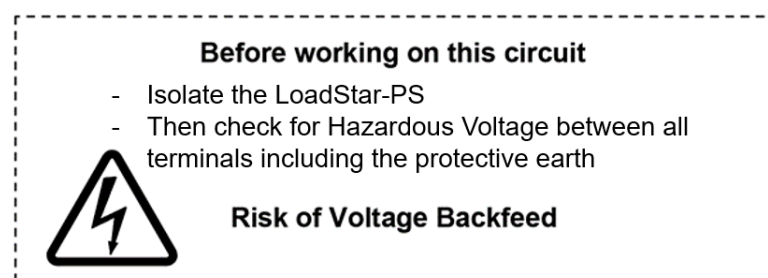 Before working on this circuit
- Isolate the LoadStar-PS
- Then check for Hazardous Voltage between all
terminals including the protective earth
Risk of Voltage Backfeed